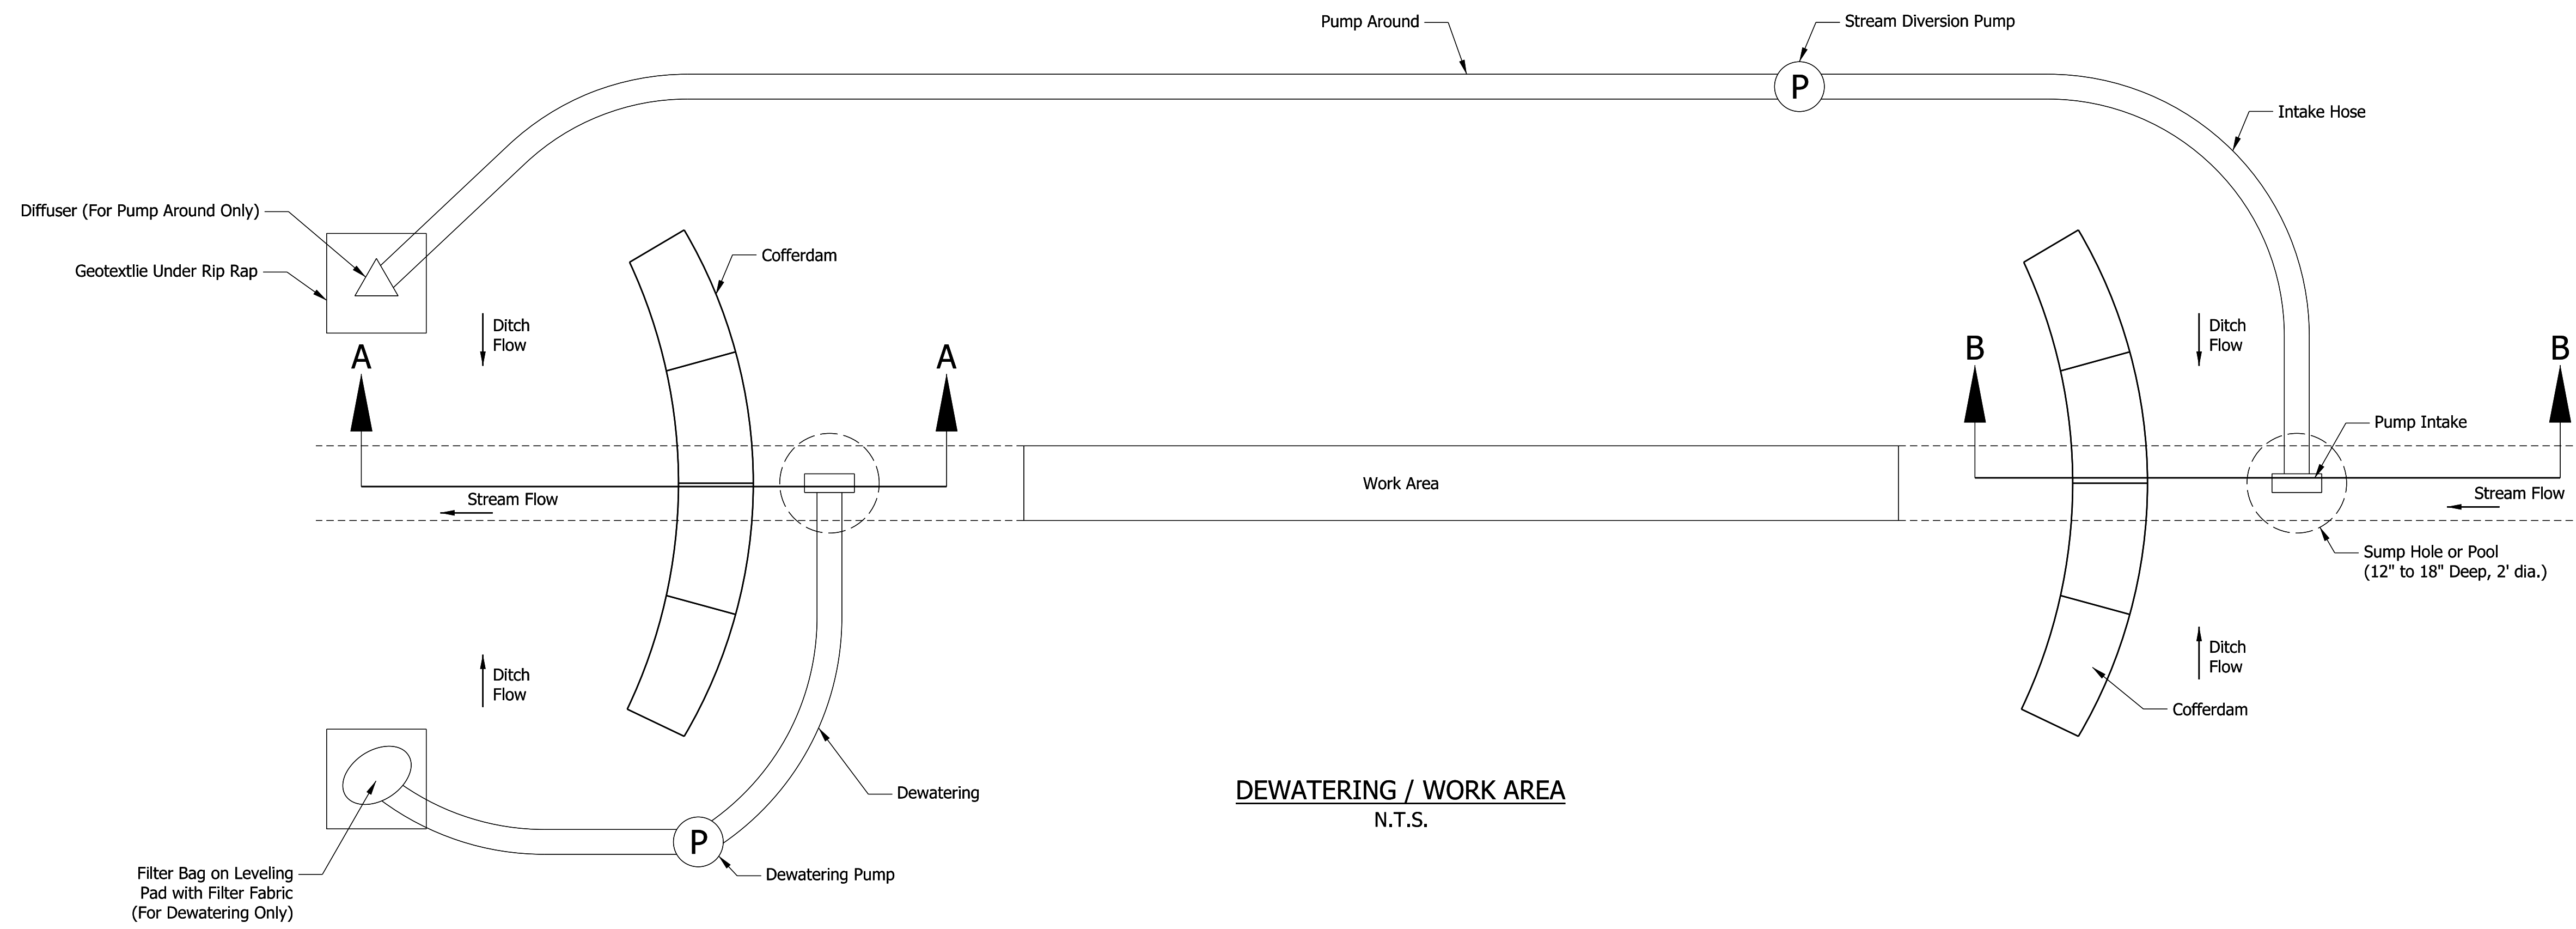 Pump Around
Stream Diversion Pump
P
Intake Hose
Diffuser (For Pump Around Only)
Geotextlie Under Rip Rap
Cofferdam
Ditch
Flow
Ditch
Flow
A
A
B
B
Pump Intake
Work Area
Stream Flow
Stream Flow
Sump Hole or Pool
(12" to 18" Deep, 2' dia.)
Ditch
Flow
Ditch
Flow
Cofferdam
Dewatering
DEWATERING / WORK AREA
N.T.S.
P
Dewatering Pump
Filter Bag on Leveling
Pad with Filter Fabric
(For Dewatering Only)